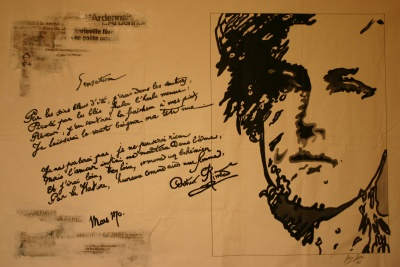 Ardenne
Sensation
Par les soirs bleus d'été, j'irai dans les sentiers,
Picoté par les blés, fouler l'herbe menue :
Rêveur, j'en sentirai la fraîcheur à mes pieds
Je laisserai le vent baigner ma tête nue
Je ne parlerai pas, je ne penserai rien
Mais l'amour infini me montera dans l'âme,
Et j'irai loin, bien loin, comme un bohémien
Par la Nature, heureux comme avec une femme.
Mars 70.